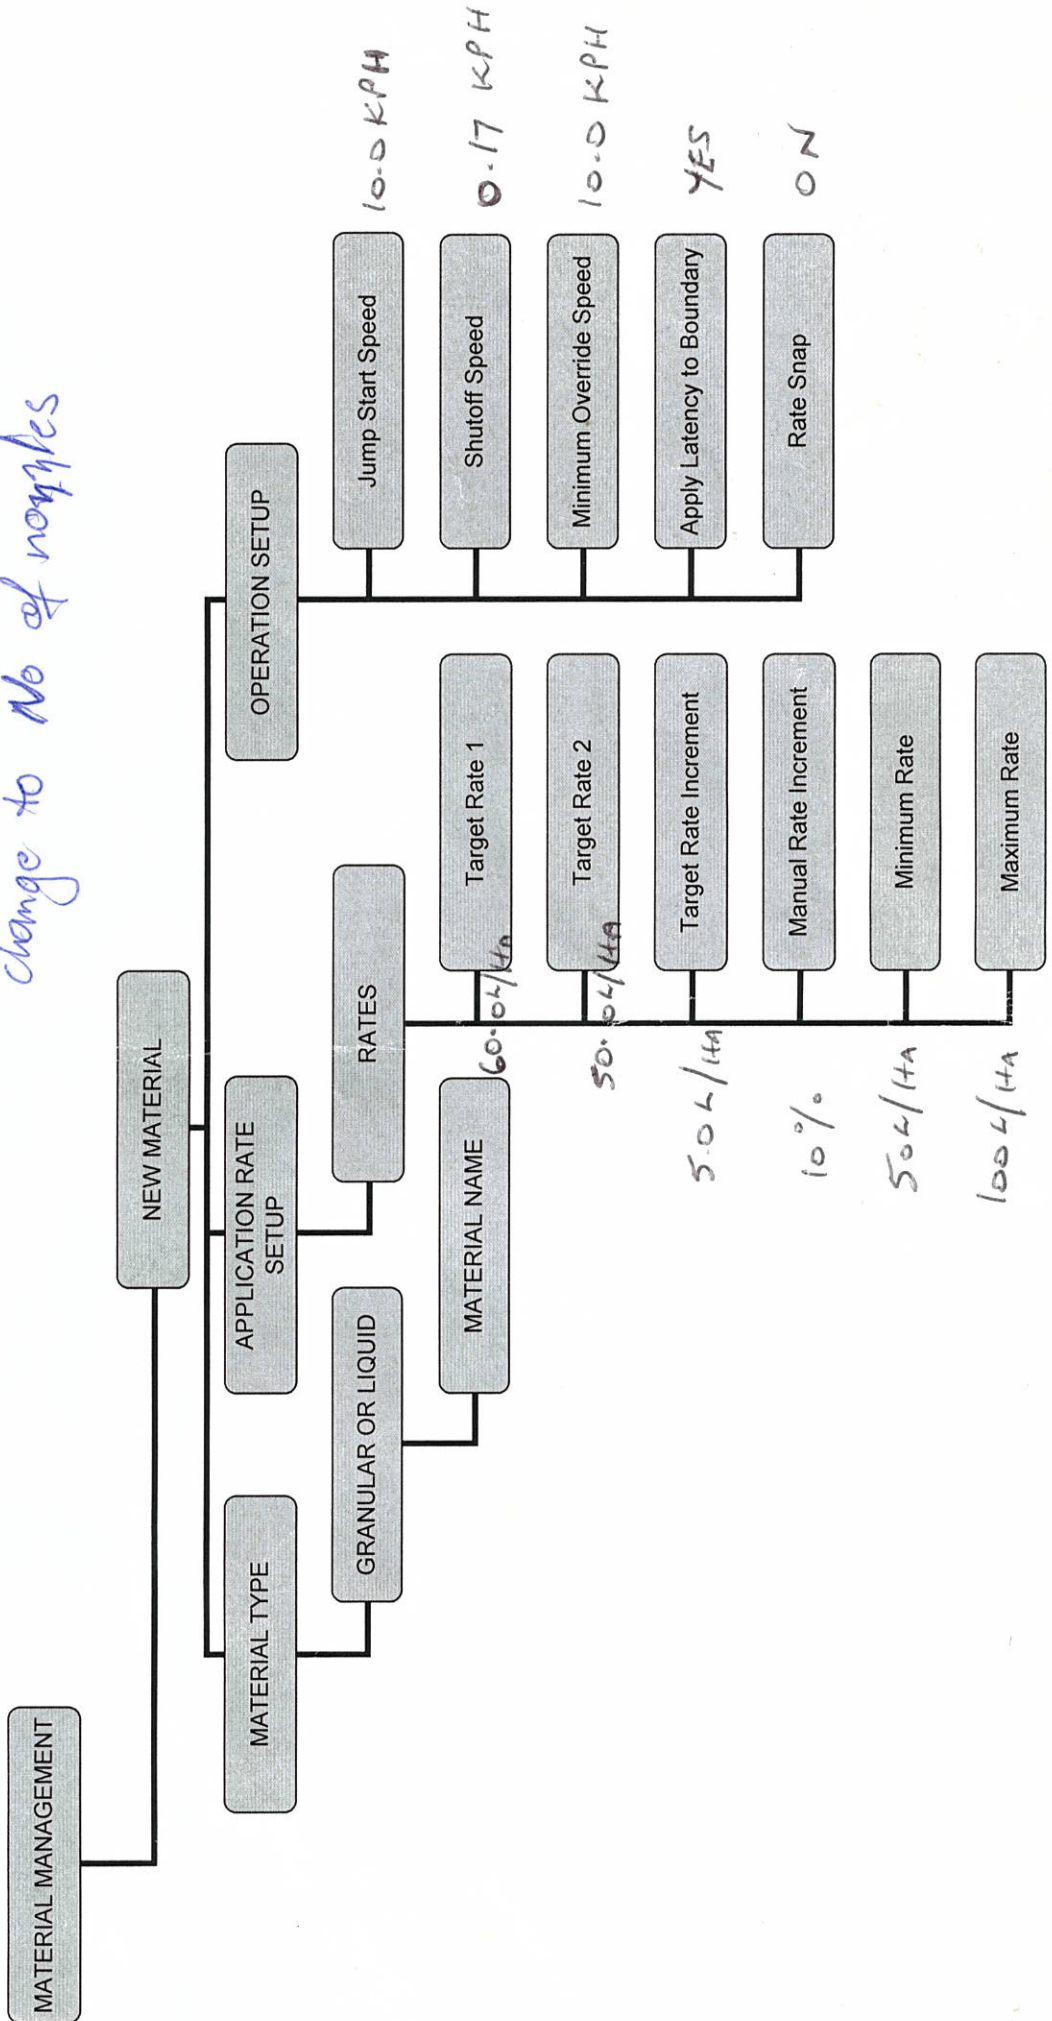 Change to No of nozzles
MATERIAL MANAGEMENT
NEW MATERIAL
MATERIAL TYPE
APPLICATION RATE
SETUP
OPERATION SETUP
GRANULAR OR LIQUID
RATES
Jump Start Speed
10.0 KPH
MATERIAL NAME
60.0L/HA
Target Rate 1
Shutoff Speed
0.17 KPH
50.0L/HA
Target Rate 2
Minimum Override Speed
10.0 KPH
5.0L/HA
Target Rate Increment
Apply Latency to Boundary
YES
10%
Manual Rate Increment
Rate Snap
ON
50L/HA
Minimum Rate
100L/HA
Maximum Rate